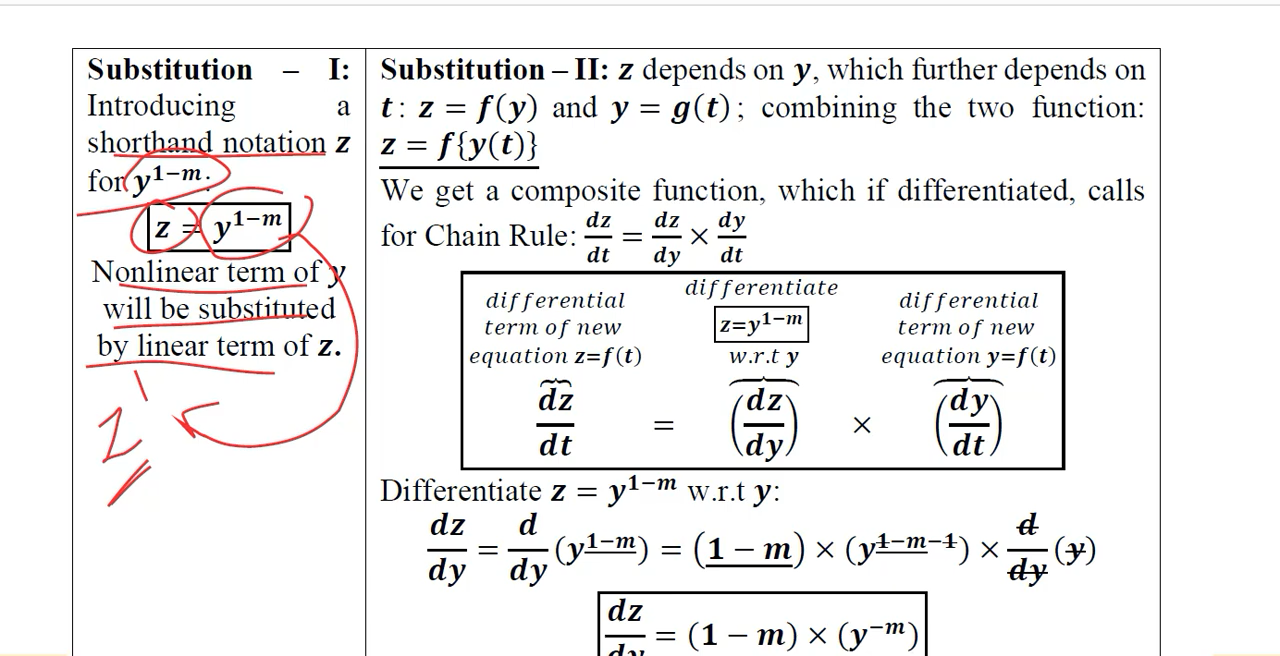 Substitution – I:
Introducing a
shorthand notation z
for y^{1−m}.
z = y^{1−m}
Nonlinear term of y
will be substituted
by linear term of z.
z
Substitution – II: z depends on y, which further depends on
t: z = f(y) and y = g(t); combining the two function:
z = f{y(t)}
We get a composite function, which if differentiated, calls
for Chain Rule: dz/dt = dz/dy × dy/dt
differential
term of new
equation z=f(t)
differentiate
z=y^{1−m}
w.r.t y
differential
term of new
equation y=f(t)
dz/dt = (dz/dy) × (dy/dt)
Differentiate z = y^{1−m} w.r.t y:
dz/dy = d/dy (y^{1−m}) = (1 − m) × (y^{1−m−1}) × d/dy (y)
dz/dy = (1 − m) × (y^{−m})